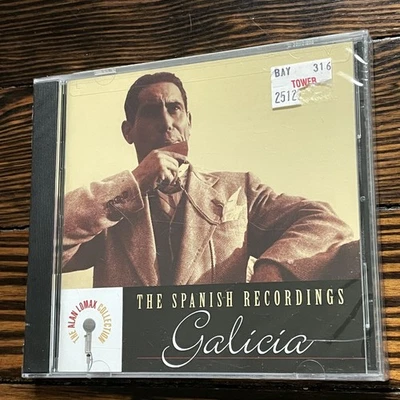 BAY 316
TOWER
2512
THE SPANISH RECORDINGS
Galicia
THE ALAN LOMAX COLLECTION